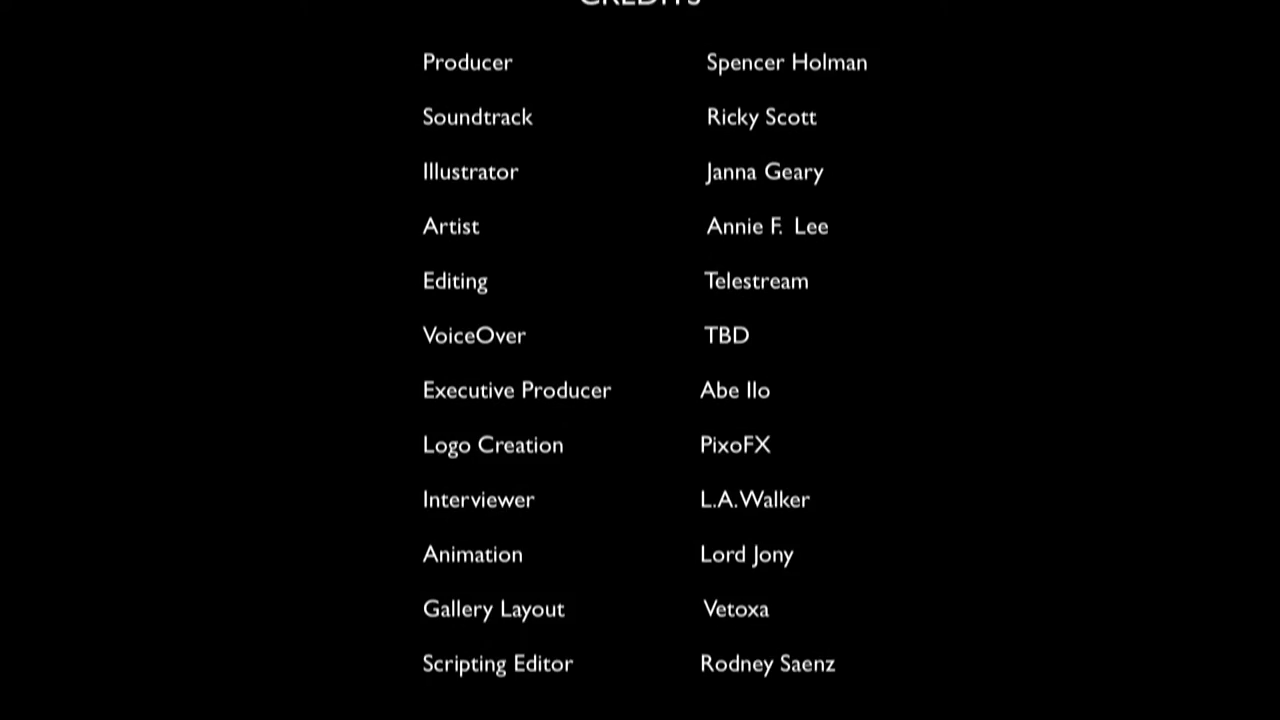 CREDITS
Producer Spencer Holman
Soundtrack Ricky Scott
Illustrator Janna Geary
Artist Annie F. Lee
Editing Telestream
VoiceOver TBD
Executive Producer Abe Ilo
Logo Creation PixoFX
Interviewer L.A.Walker
Animation Lord Jony
Gallery Layout Vetoxa
Scripting Editor Rodney Saenz